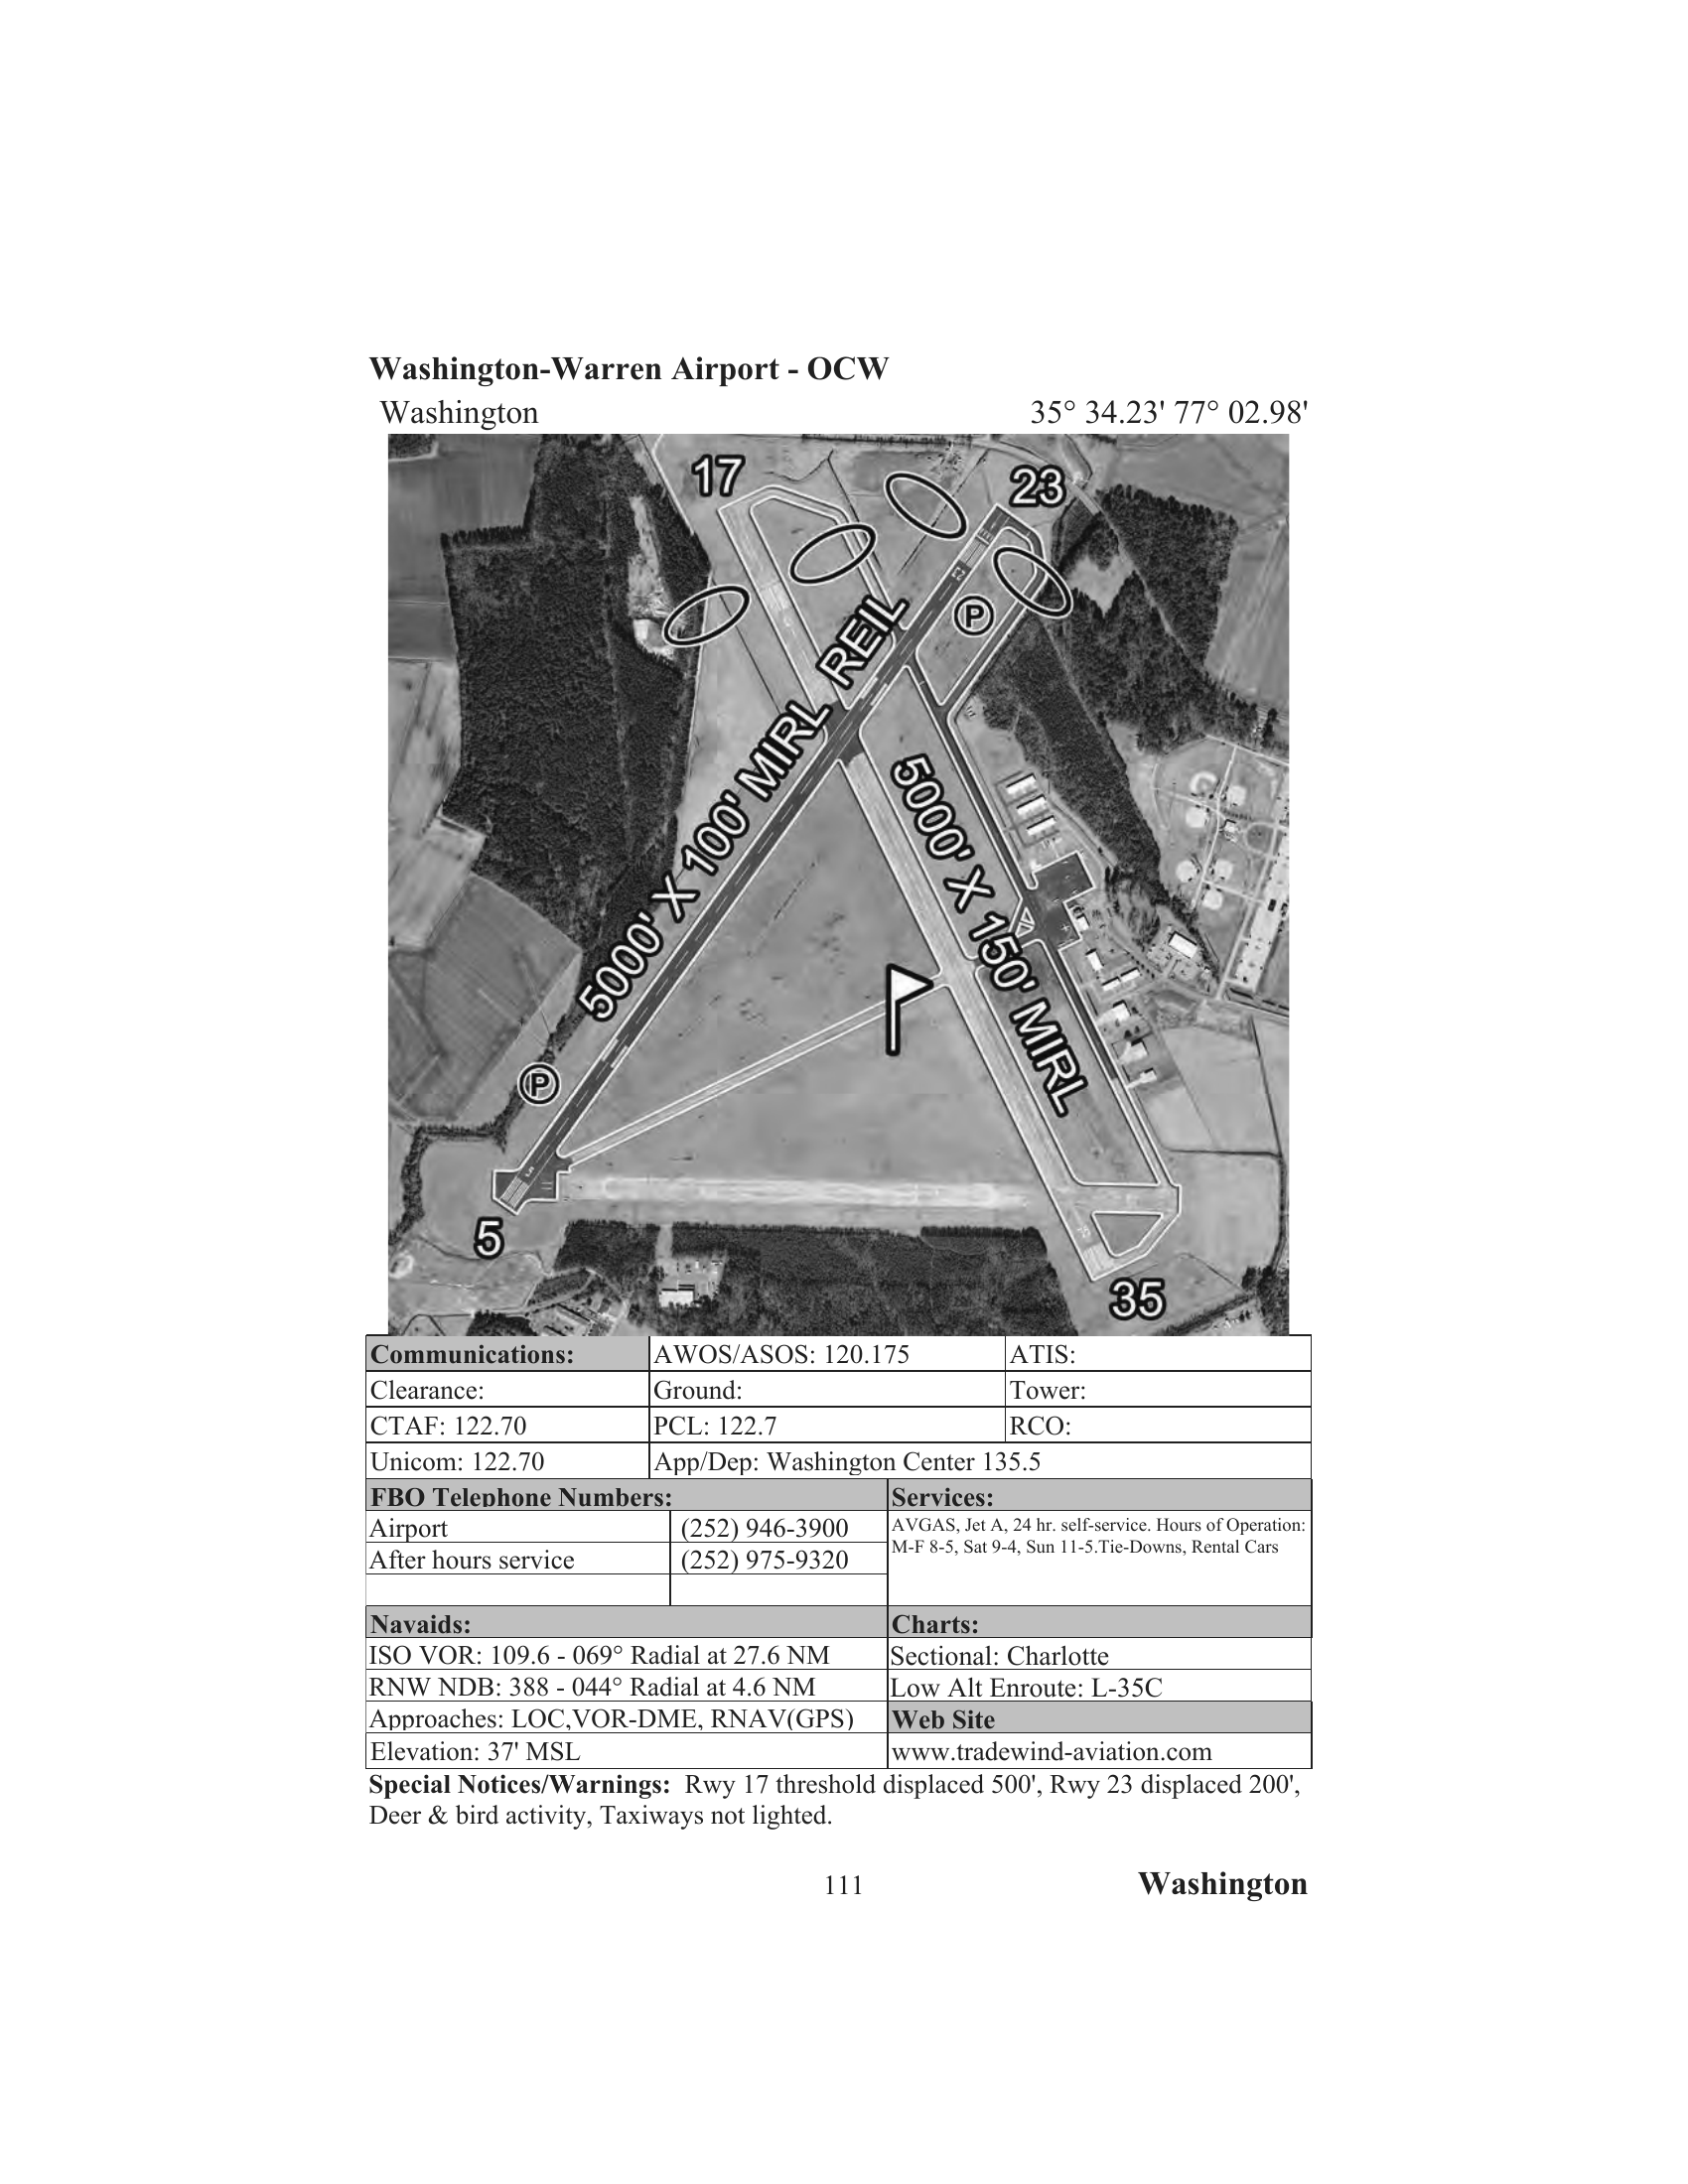 Washington-Warren Airport - OCW
Washington 35° 34.23' 77° 02.98'
17
23
P
5000' X 100' MIRL REIL
5000' X 150' MIRL
P
5
35
Communications: AWOS/ASOS: 120.175 ATIS:
Clearance: Ground: Tower:
CTAF: 122.70 PCL: 122.7 RCO:
Unicom: 122.70 App/Dep: Washington Center 135.5
FBO Telephone Numbers: Services:
Airport (252) 946-3900 AVGAS, Jet A, 24 hr. self-service. Hours of Operation:
After hours service (252) 975-9320 M-F 8-5, Sat 9-4, Sun 11-5.Tie-Downs, Rental Cars
Navaids: Charts:
ISO VOR: 109.6 - 069° Radial at 27.6 NM Sectional: Charlotte
RNW NDB: 388 - 044° Radial at 4.6 NM Low Alt Enroute: L-35C
Approaches: LOC,VOR-DME, RNAV(GPS) Web Site
Elevation: 37' MSL www.tradewind-aviation.com
Special Notices/Warnings: Rwy 17 threshold displaced 500', Rwy 23 displaced 200',
Deer & bird activity, Taxiways not lighted.
111 Washington